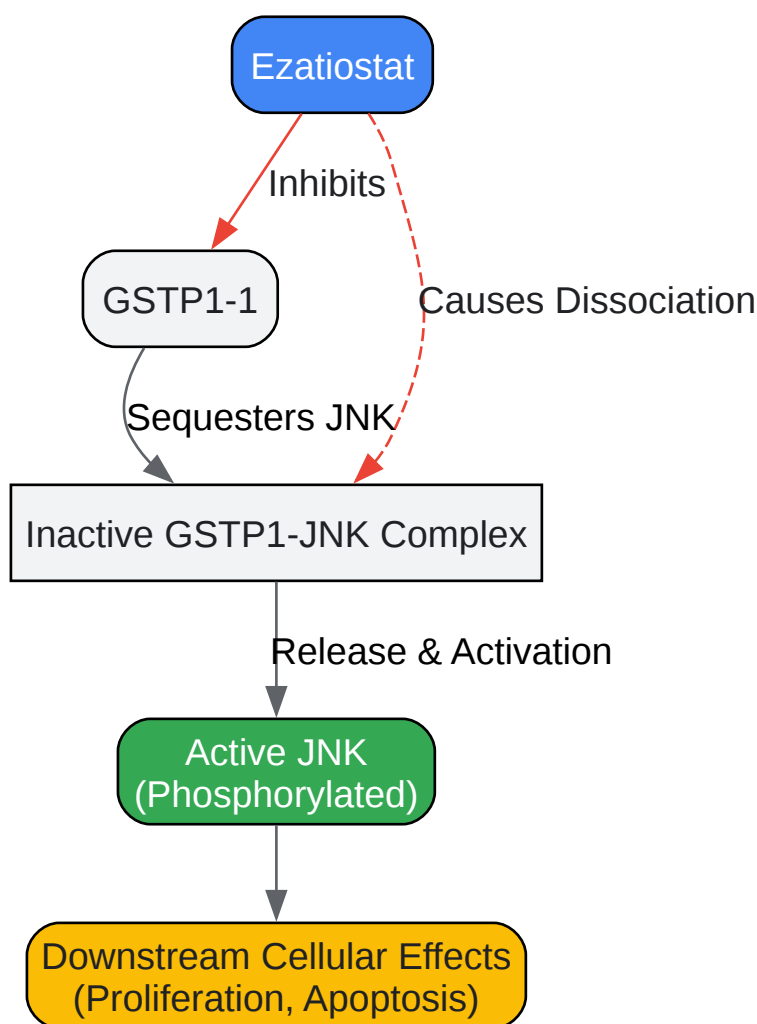 Ezatiostat
Inhibits
GSTP1-1
Causes Dissociation
Sequesters JNK
Inactive GSTP1-JNK Complex
Release & Activation
Active JNK
(Phosphorylated)
Downstream Cellular Effects
(Proliferation, Apoptosis)